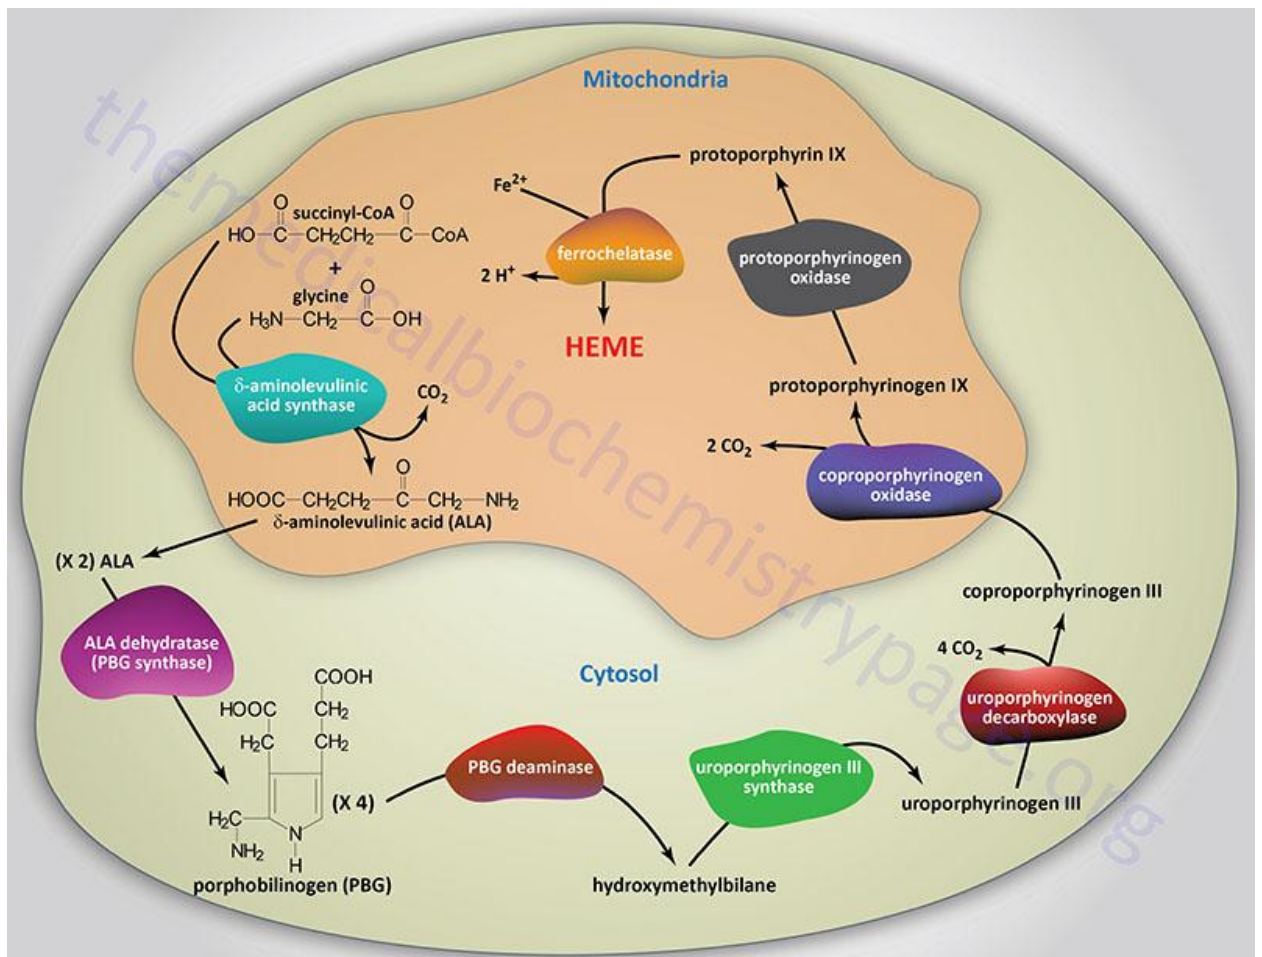 Mitochondria
protoporphyrin IX
Fe2+
ferrochelatase
2 H+
HEME
protoporphyrinogen
oxidase
protoporphyrinogen IX
2 CO2
coproporphyrinogen
oxidase
O
succinyl-CoA
O
HO C CH2CH2 C CoA
+
glycine
O
H3N CH2 C OH
δ-aminolevulinic
acid synthase
CO2
O
HOOC CH2CH2 C CH2 NH2
δ-aminolevulinic acid (ALA)
(X 2) ALA
ALA dehydratase
(PBG synthase)
COOH
HOOC CH2
H2C CH2
(X 4)
H2C
N
NH2
H
porphobilinogen (PBG)
Cytosol
PBG deaminase
hydroxymethylbilane
uroporphyrinogen III
synthase
uroporphyrinogen III
uroporphyrinogen
decarboxylase
4 CO2
coproporphyrinogen III
themedicalbiochemistrypage.org